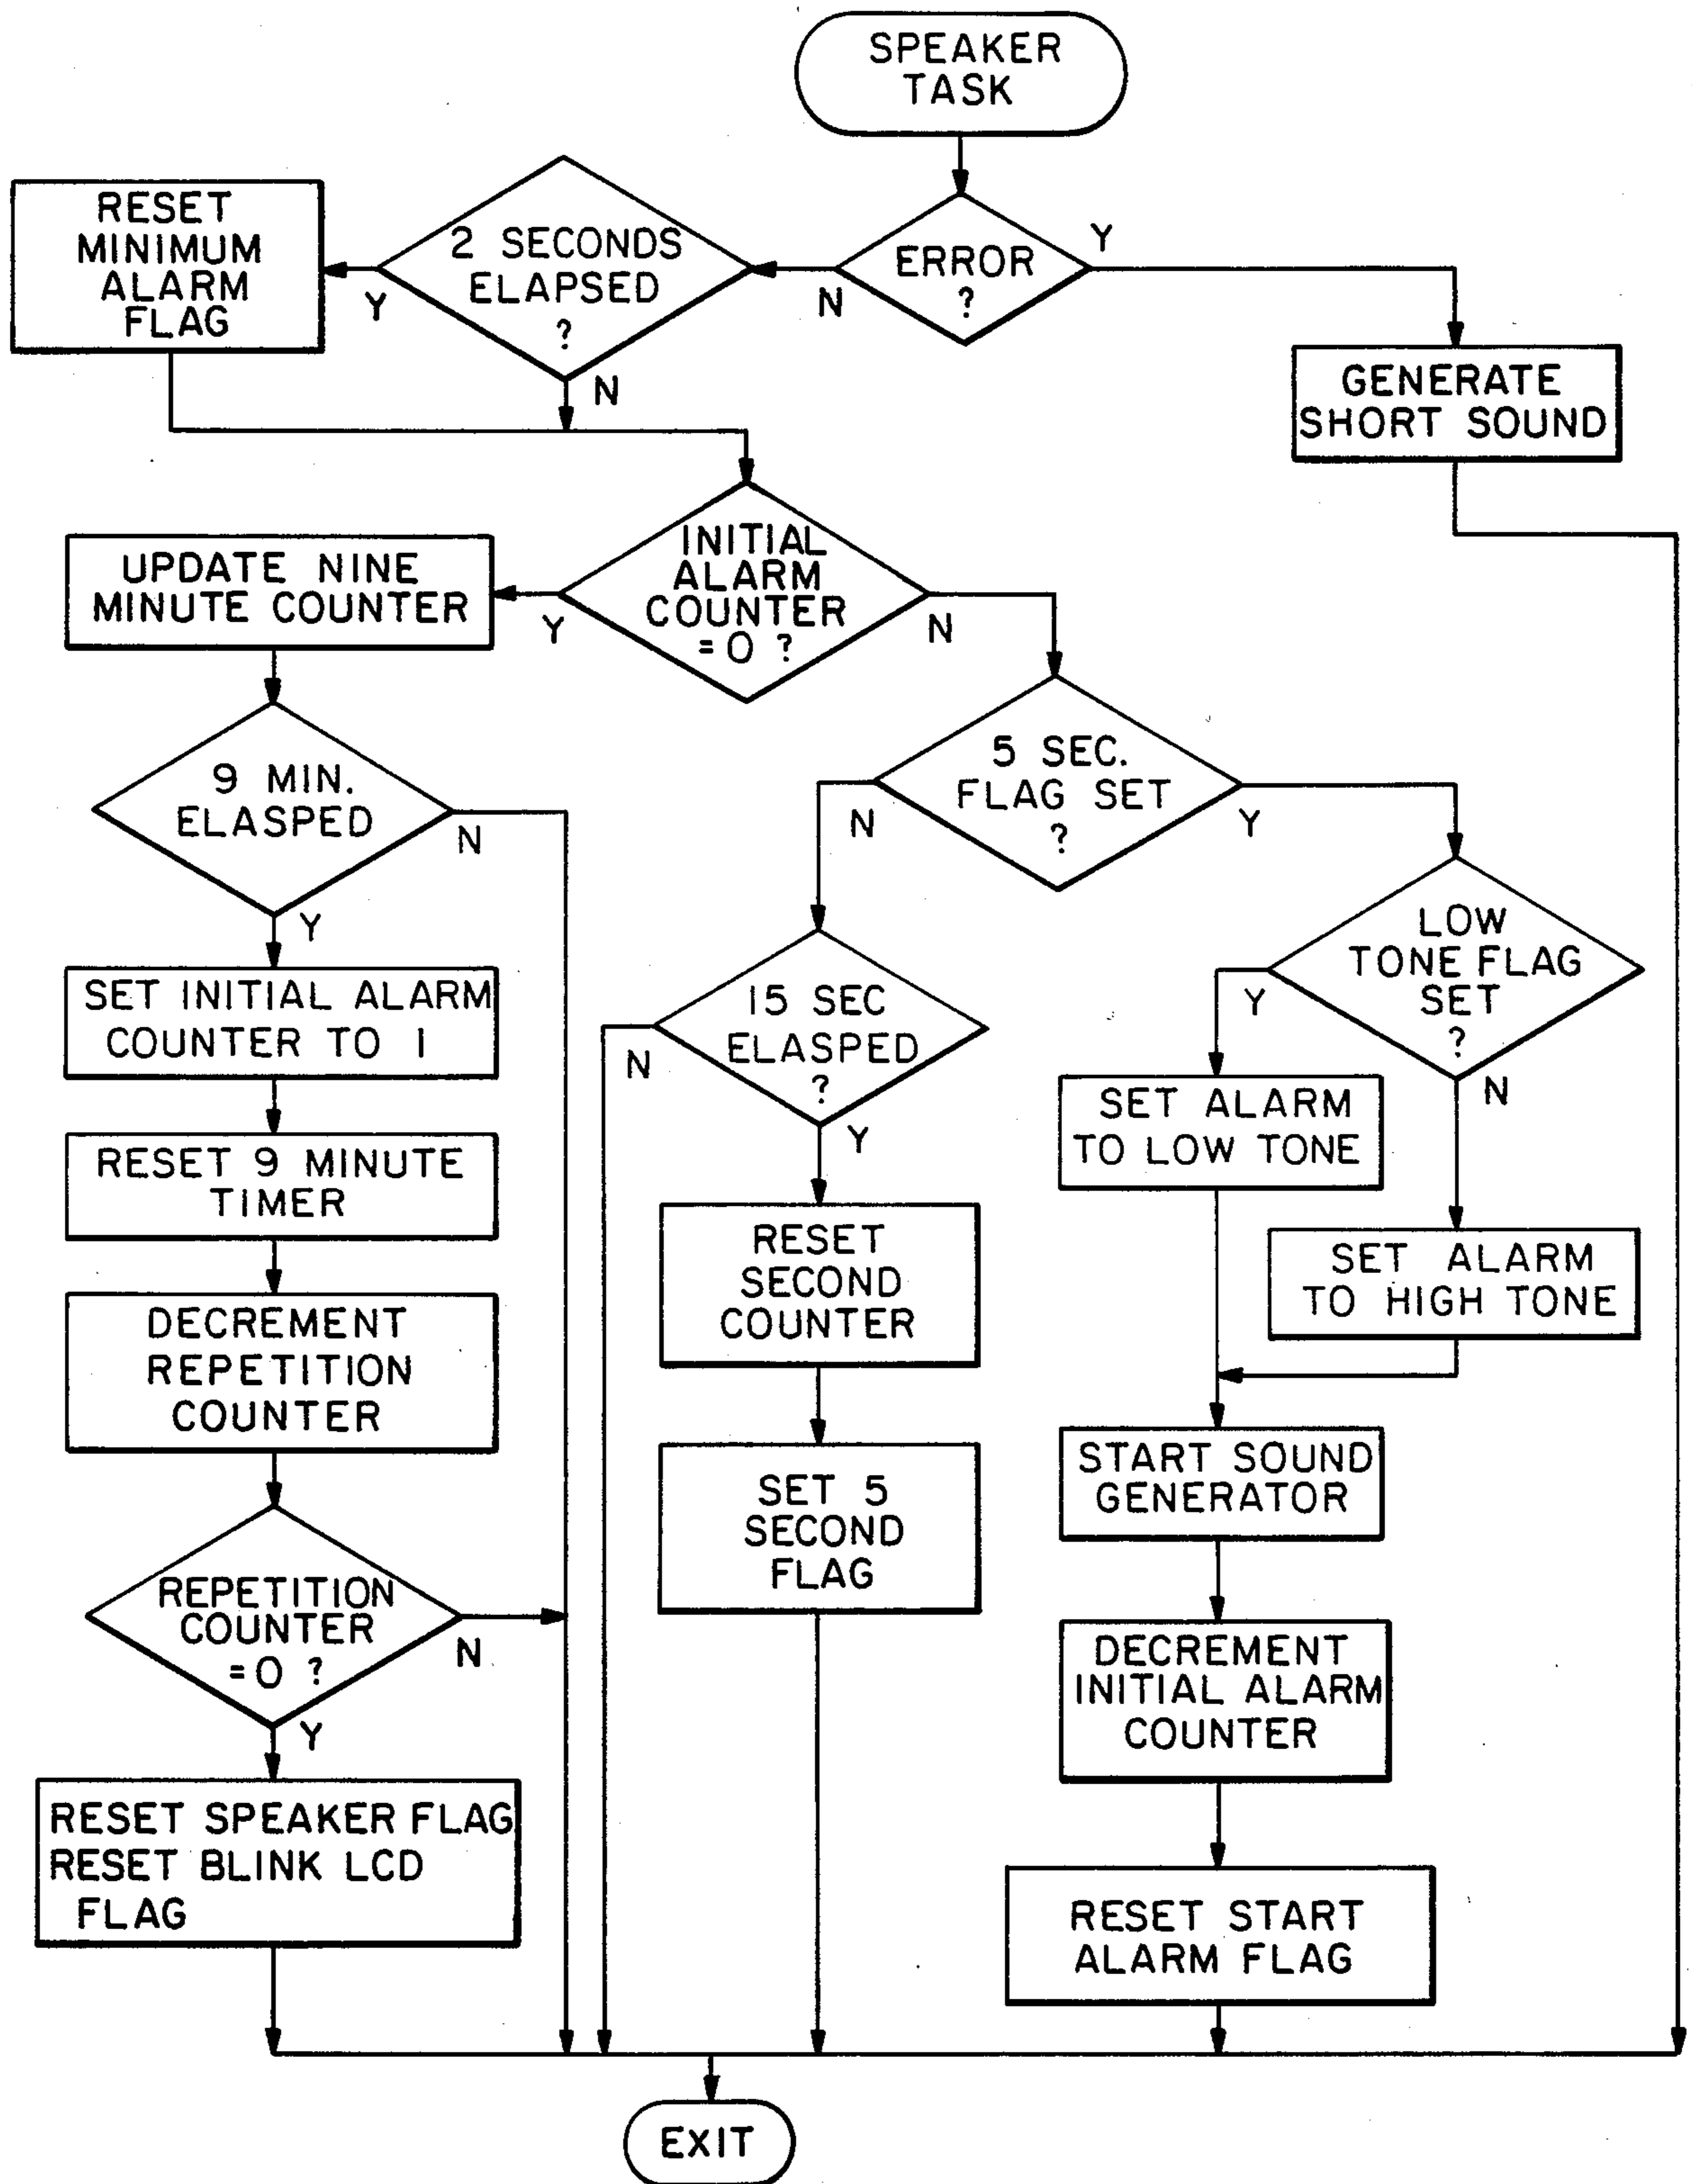 SPEAKER
TASK
ERROR
?
Y
N
2 SECONDS
ELAPSED
?
Y
N
RESET
MINIMUM
ALARM
FLAG
GENERATE
SHORT SOUND
INITIAL
ALARM
COUNTER
=0 ?
Y
N
UPDATE NINE
MINUTE COUNTER
9 MIN.
ELASPED
N
Y
SET INITIAL ALARM
COUNTER TO 1
RESET 9 MINUTE
TIMER
DECREMENT
REPETITION
COUNTER
REPETITION
COUNTER
=0 ?
N
Y
RESET SPEAKER FLAG
RESET BLINK LCD
FLAG
5 SEC.
FLAG SET
?
N
Y
15 SEC
ELASPED
?
N
Y
RESET
SECOND
COUNTER
SET 5
SECOND
FLAG
LOW
TONE FLAG
SET
?
Y
N
SET ALARM
TO LOW TONE
SET ALARM
TO HIGH TONE
START SOUND
GENERATOR
DECREMENT
INITIAL ALARM
COUNTER
RESET START
ALARM FLAG
EXIT